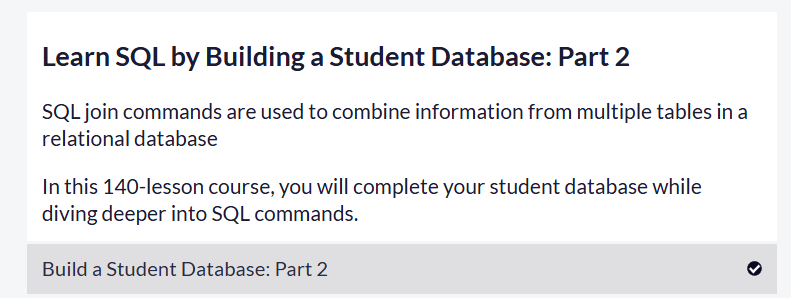 Learn SQL by Building a Student Database: Part 2
SQL join commands are used to combine information from multiple tables in a
relational database
In this 140-lesson course, you will complete your student database while
diving deeper into SQL commands.
Build a Student Database: Part 2